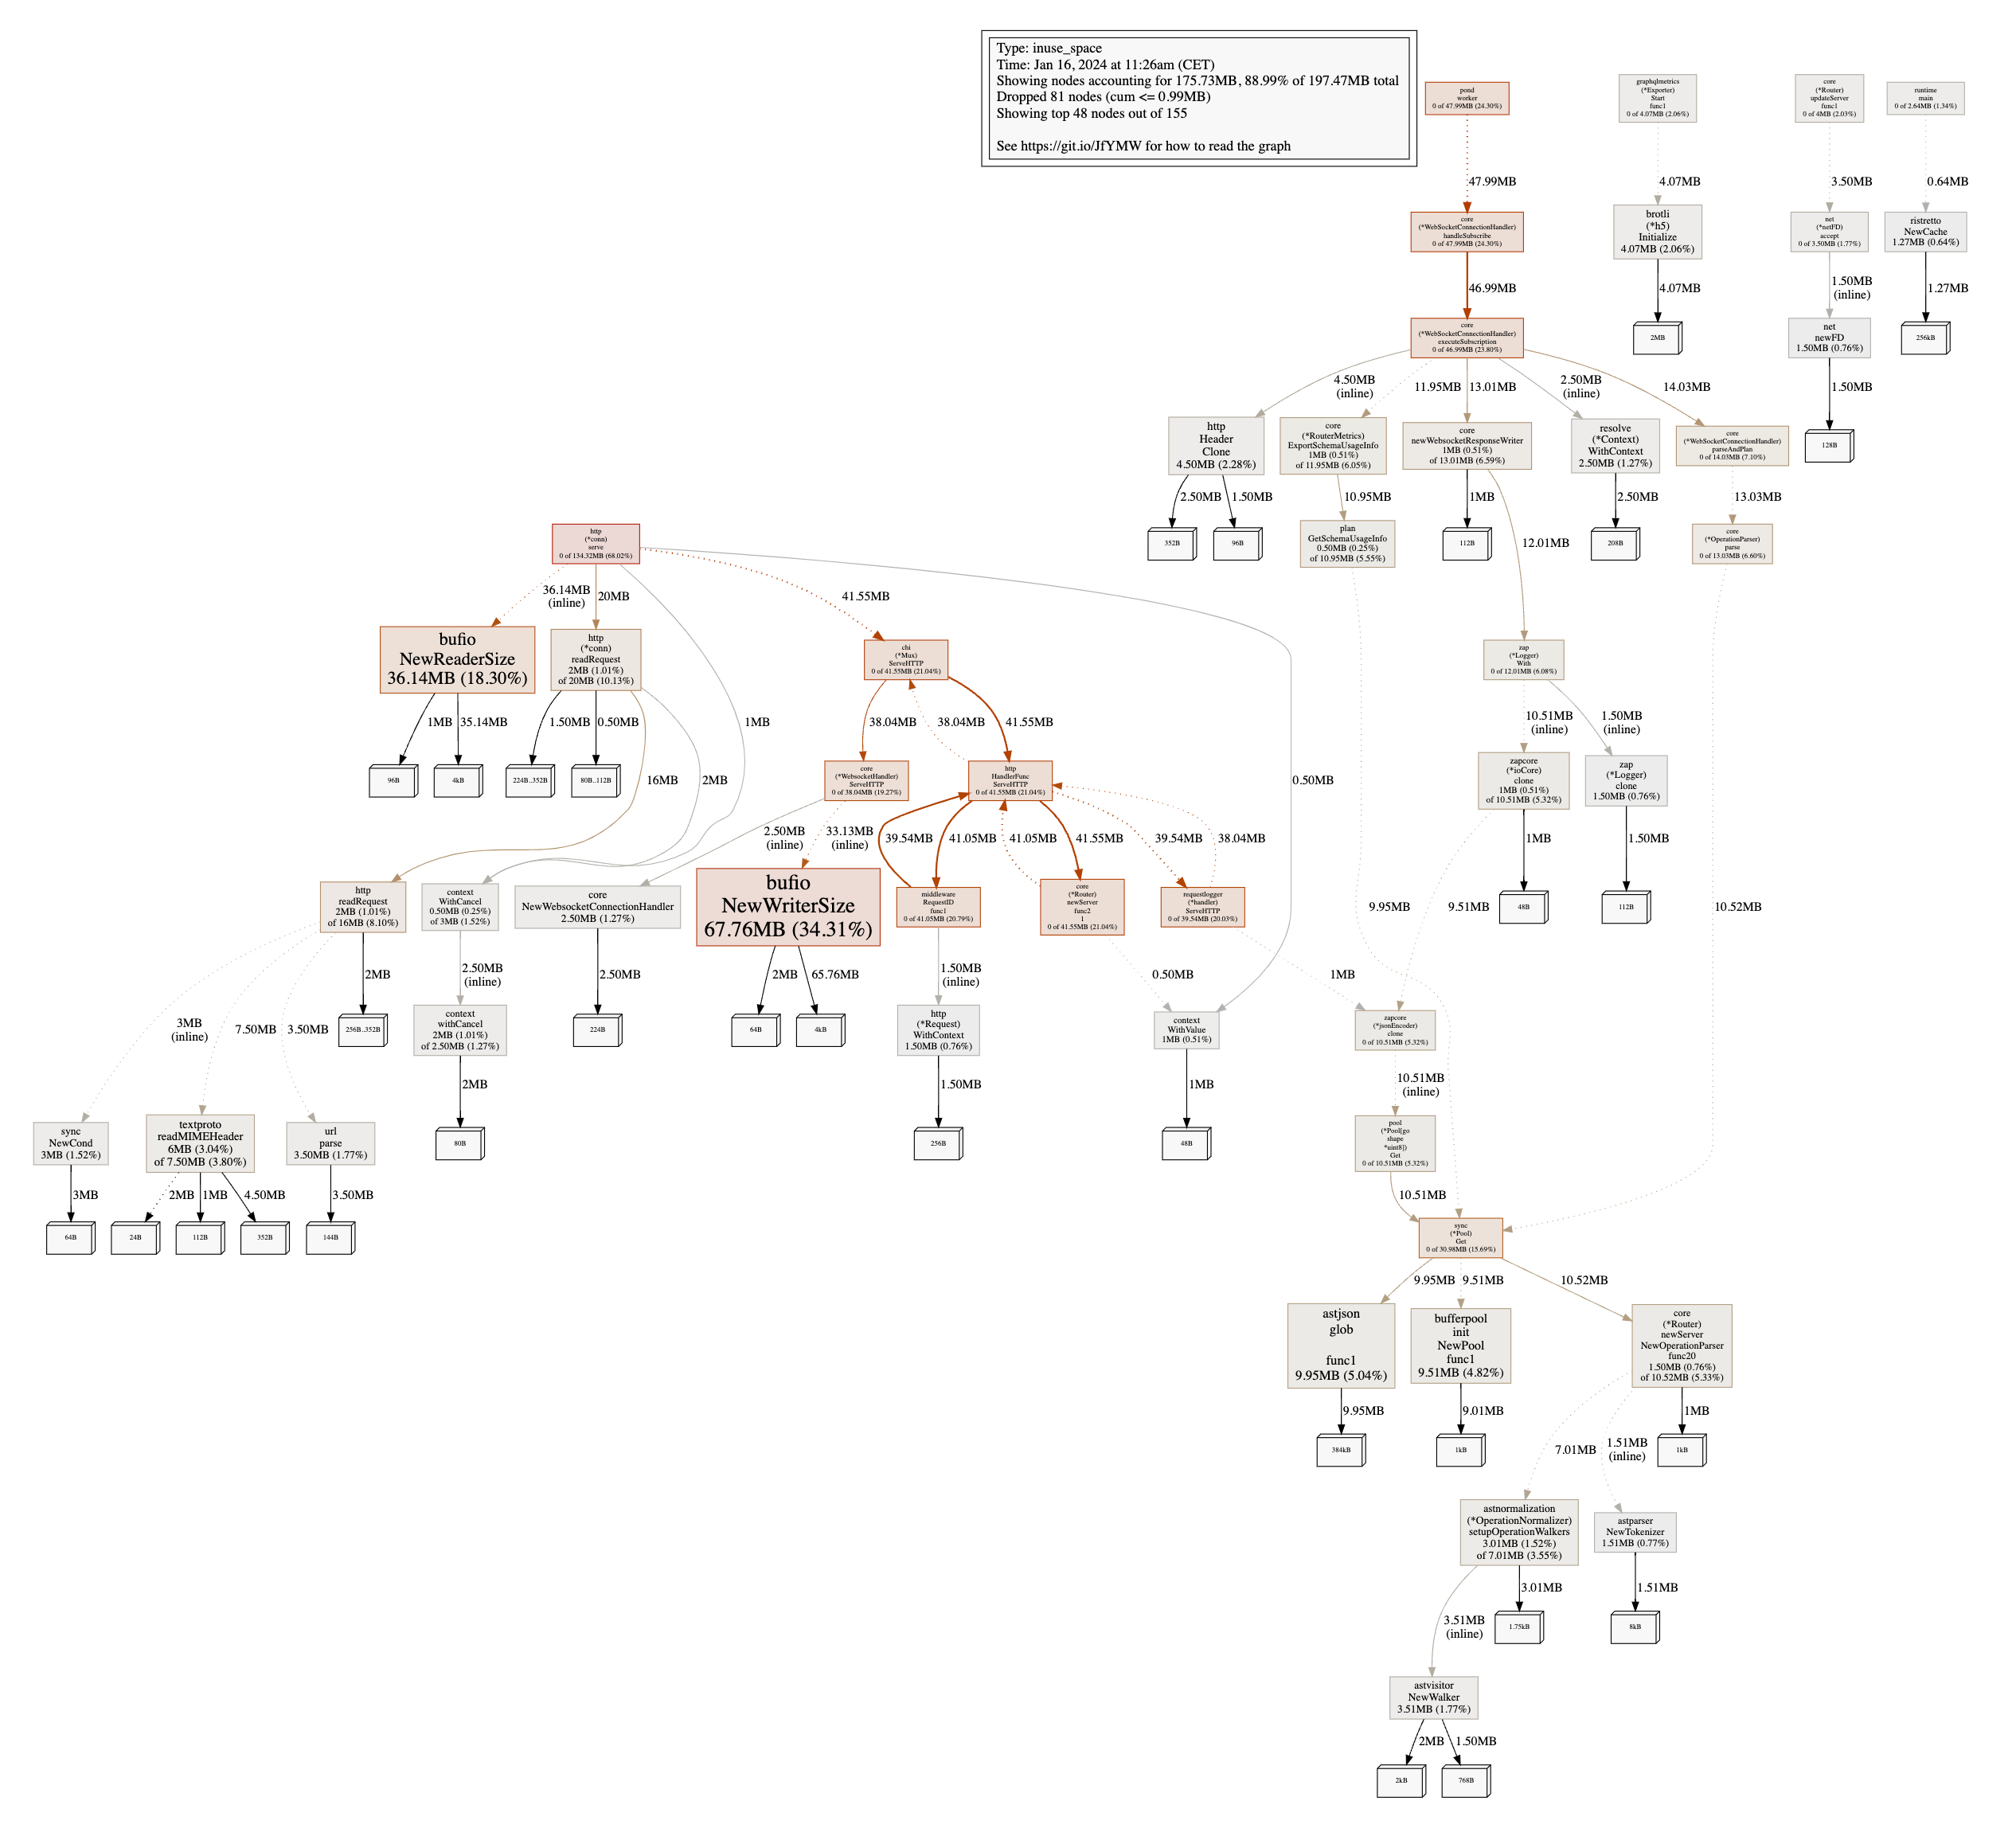 Type: inuse_space
Time: Jan 16, 2024 at 11:26am (CET)
Showing nodes accounting for 175.73MB, 88.99% of 197.47MB total
Dropped 81 nodes (cum <= 0.99MB)
Showing top 48 nodes out of 155
See https://git.io/JfYMW for how to read the graph
pond
worker
0 of 47.99MB (24.30%)
graphqlmetrics
(*Exporter)
Start
func1
0 of 4.07MB (2.06%)
core
(*Router)
updateServer
func1
0 of 4MB (2.03%)
runtime
main
0 of 2.64MB (1.34%)
47.99MB
4.07MB
3.50MB
0.64MB
core
(*WebSocketConnectionHandler)
handleSubscribe
0 of 47.99MB (24.30%)
brotli
(*h5)
Initialize
4.07MB (2.06%)
net
(*netFD)
accept
0 of 3.50MB (1.77%)
ristretto
NewCache
1.27MB (0.64%)
46.99MB
4.07MB
1.50MB
(inline)
1.27MB
core
(*WebSocketConnectionHandler)
executeSubscription
0 of 46.99MB (23.80%)
2MB
net
newFD
1.50MB (0.76%)
256kB
4.50MB
(inline)
11.95MB
13.01MB
2.50MB
(inline)
14.03MB
1.50MB
http
Header
Clone
4.50MB (2.28%)
core
(*RouterMetrics)
ExportSchemaUsageInfo
1MB (0.51%)
of 11.95MB (6.05%)
core
newWebsocketResponseWriter
1MB (0.51%)
of 13.01MB (6.59%)
resolve
(*Context)
WithContext
2.50MB (1.27%)
core
(*WebSocketConnectionHandler)
parseAndPlan
0 of 14.03MB (7.10%)
128B
2.50MB
1.50MB
10.95MB
1MB
2.50MB
13.03MB
352B
96B
plan
GetSchemaUsageInfo
0.50MB (0.25%)
of 10.95MB (5.55%)
112B
12.01MB
208B
core
(*OperationParser)
parse
0 of 13.03MB (6.60%)
http
(*conn)
serve
0 of 134.32MB (68.02%)
36.14MB
(inline)
20MB
41.55MB
bufio
NewReaderSize
36.14MB (18.30%)
http
(*conn)
readRequest
2MB (1.01%)
of 20MB (10.13%)
chi
(*Mux)
ServeHTTP
0 of 41.55MB (21.04%)
zap
(*Logger)
With
0 of 12.01MB (6.08%)
1MB
35.14MB
1.50MB
0.50MB
1MB
38.04MB
38.04MB
41.55MB
10.51MB
(inline)
1.50MB
(inline)
96B
4kB
224B..352B
80B..112B
16MB
2MB
core
(*WebsocketHandler)
ServeHTTP
0 of 38.04MB (19.27%)
http
HandlerFunc
ServeHTTP
0 of 41.55MB (21.04%)
0.50MB
zapcore
(*ioCore)
clone
1MB (0.51%)
of 10.51MB (5.32%)
zap
(*Logger)
clone
1.50MB (0.76%)
2.50MB
(inline)
33.13MB
(inline)
39.54MB
41.05MB
41.05MB
41.55MB
39.54MB
38.04MB
1MB
1.50MB
http
readRequest
2MB (1.01%)
of 16MB (8.10%)
context
WithCancel
0.50MB (0.25%)
of 3MB (1.52%)
core
NewWebsocketConnectionHandler
2.50MB (1.27%)
bufio
NewWriterSize
67.76MB (34.31%)
middleware
RequestID
func1
0 of 41.05MB (20.79%)
core
(*Router)
newServer
func2
1
0 of 41.55MB (21.04%)
requestlogger
(*handler)
ServeHTTP
0 of 39.54MB (20.03%)
9.95MB
9.51MB
48B
112B
10.52MB
3MB
(inline)
7.50MB
3.50MB
2MB
2.50MB
(inline)
2.50MB
2MB
65.76MB
1.50MB
(inline)
0.50MB
1MB
256B..352B
context
withCancel
2MB (1.01%)
of 2.50MB (1.27%)
224B
64B
4kB
http
(*Request)
WithContext
1.50MB (0.76%)
context
WithValue
1MB (0.51%)
zapcore
(*jsonEncoder)
clone
0 of 10.51MB (5.32%)
2MB
1.50MB
1MB
10.51MB
(inline)
sync
NewCond
3MB (1.52%)
textproto
readMIMEHeader
6MB (3.04%)
of 7.50MB (3.80%)
url
parse
3.50MB (1.77%)
80B
256B
48B
pool
(*Pool[go
shape
*uint8])
Get
0 of 10.51MB (5.32%)
3MB
2MB
1MB
4.50MB
3.50MB
10.51MB
64B
24B
112B
352B
144B
sync
(*Pool)
Get
0 of 30.98MB (15.69%)
9.95MB
9.51MB
10.52MB
astjson
glob
func1
9.95MB (5.04%)
bufferpool
init
NewPool
func1
9.51MB (4.82%)
core
(*Router)
newServer
NewOperationParser
func20
1.50MB (0.76%)
of 10.52MB (5.33%)
9.95MB
9.01MB
1MB
384kB
1kB
7.01MB
1.51MB
(inline)
1kB
astnormalization
(*OperationNormalizer)
setupOperationWalkers
3.01MB (1.52%)
of 7.01MB (3.55%)
astparser
NewTokenizer
1.51MB (0.77%)
3.51MB
(inline)
3.01MB
1.51MB
1.75kB
8kB
astvisitor
NewWalker
3.51MB (1.77%)
2MB
1.50MB
2kB
768B